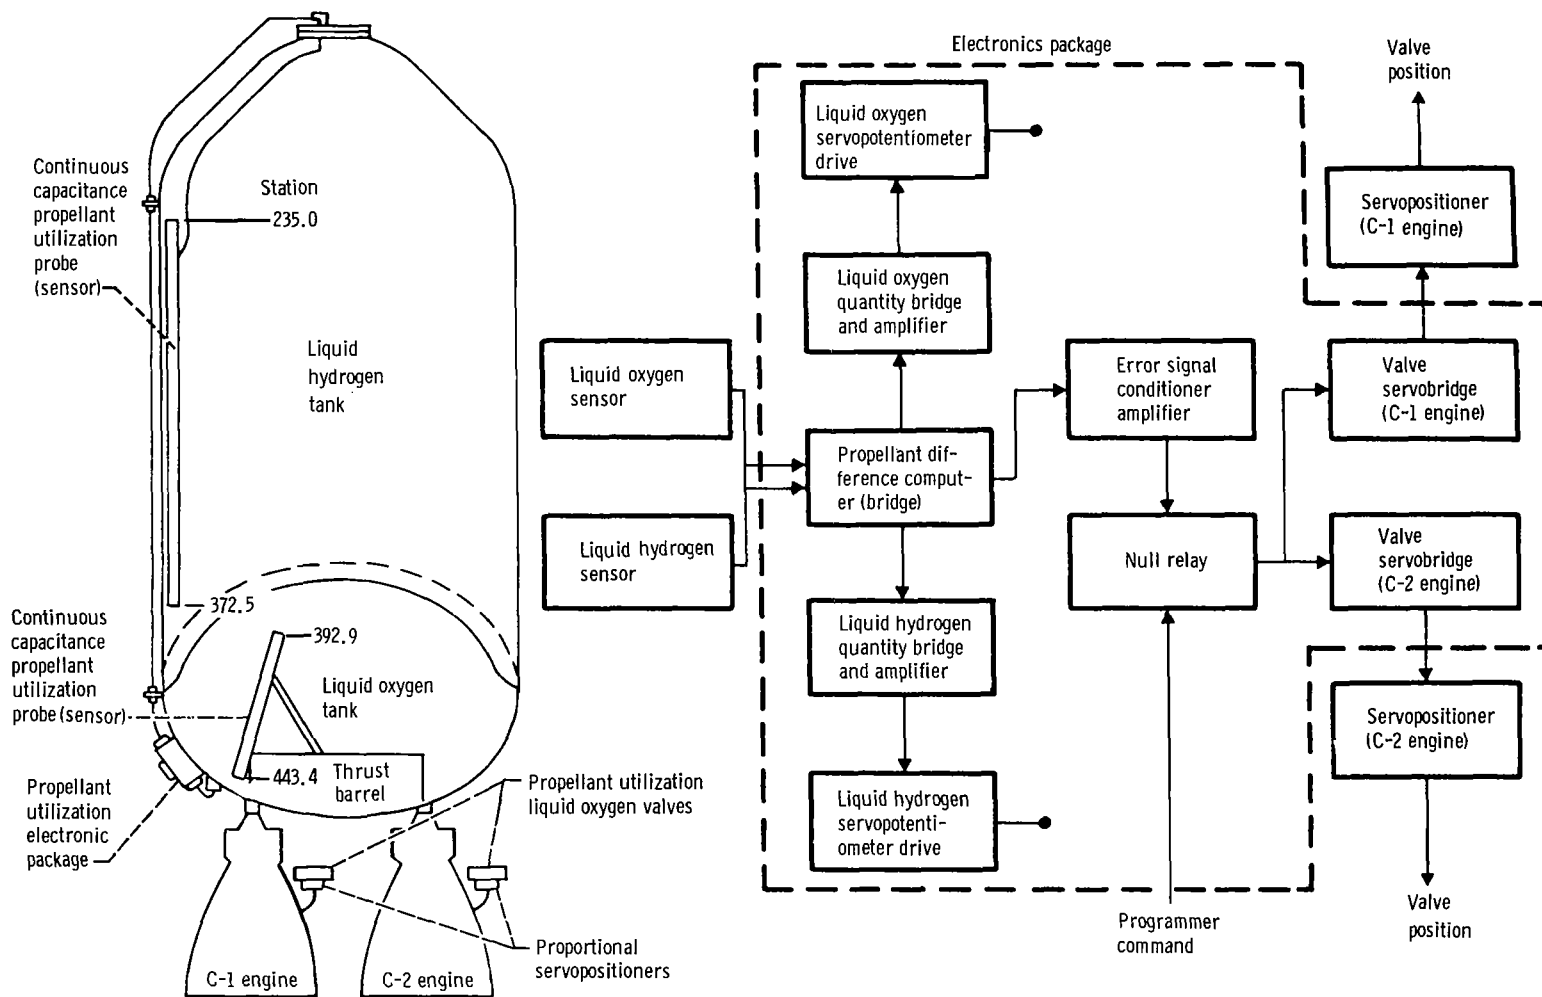 Continuous
capacitance
propellant
utilization
probe
(sensor)
Station
235.0
Liquid
hydrogen
tank
372.5
Continuous
capacitance
propellant
utilization
probe (sensor)
392.9
Liquid oxygen
tank
443.4
Thrust
barrel
Propellant
utilization
electronic
package
Propellant utilization
liquid oxygen valves
Proportional
servopositioners
C-1 engine
C-2 engine
Electronics package
Liquid oxygen
servopotentiometer
drive
Liquid oxygen
quantity bridge
and amplifier
Liquid oxygen
sensor
Liquid hydrogen
sensor
Propellant dif-
ference comput-
er (bridge)
Liquid hydrogen
quantity bridge
and amplifier
Liquid hydrogen
servopotenti-
ometer drive
Error signal
conditioner
amplifier
Null relay
Programmer
command
Valve
position
Servopositioner
(C-1 engine)
Valve
servobridge
(C-1 engine)
Valve
servobridge
(C-2 engine)
Servopositioner
(C-2 engine)
Valve
position